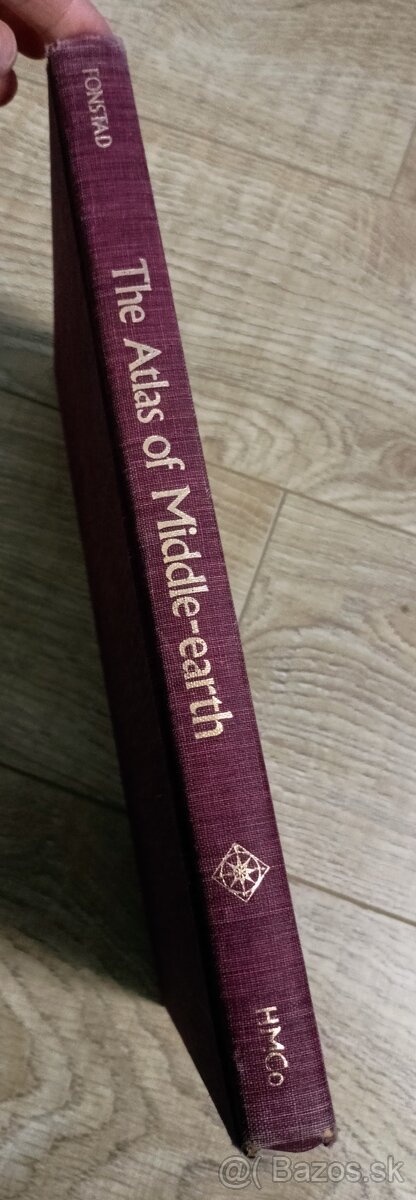 FONSTAD
The Atlas of Middle-earth
HMCo
@( Bazos.sk